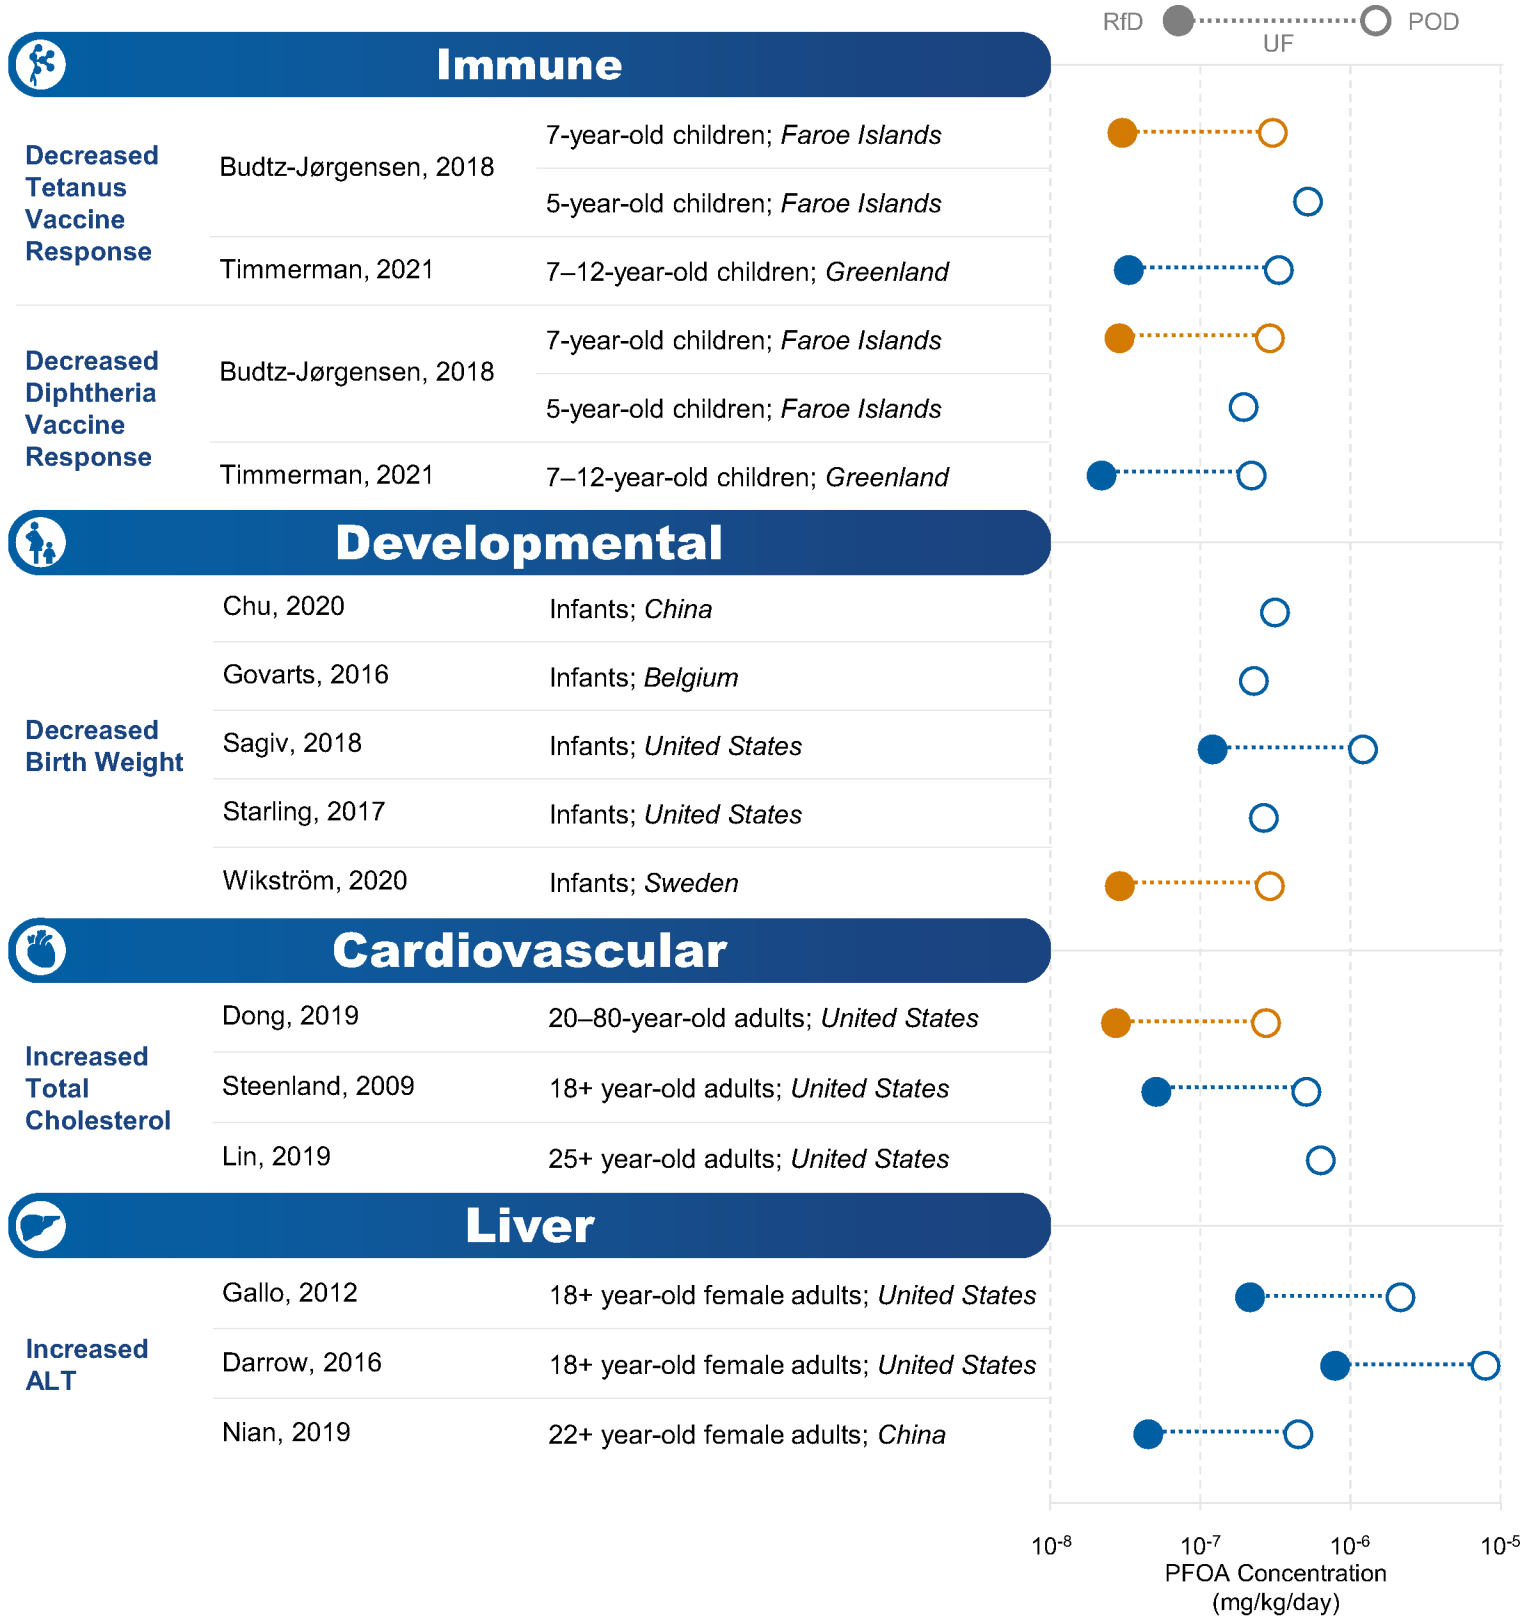 RfD
POD
UF
Immune
Decreased
Tetanus
Vaccine
Response
Budtz-Jørgensen, 2018
7-year-old children; Faroe Islands
5-year-old children; Faroe Islands
Timmerman, 2021
7–12-year-old children; Greenland
Decreased
Diphtheria
Vaccine
Response
Budtz-Jørgensen, 2018
7-year-old children; Faroe Islands
5-year-old children; Faroe Islands
Timmerman, 2021
7–12-year-old children; Greenland
Developmental
Decreased
Birth Weight
Chu, 2020
Infants; China
Govarts, 2016
Infants; Belgium
Sagiv, 2018
Infants; United States
Starling, 2017
Infants; United States
Wikström, 2020
Infants; Sweden
Cardiovascular
Increased
Total
Cholesterol
Dong, 2019
20–80-year-old adults; United States
Steenland, 2009
18+ year-old adults; United States
Lin, 2019
25+ year-old adults; United States
Liver
Increased
ALT
Gallo, 2012
18+ year-old female adults; United States
Darrow, 2016
18+ year-old female adults; United States
Nian, 2019
22+ year-old female adults; China
10-8
10-7
10-6
10-5
PFOA Concentration
(mg/kg/day)